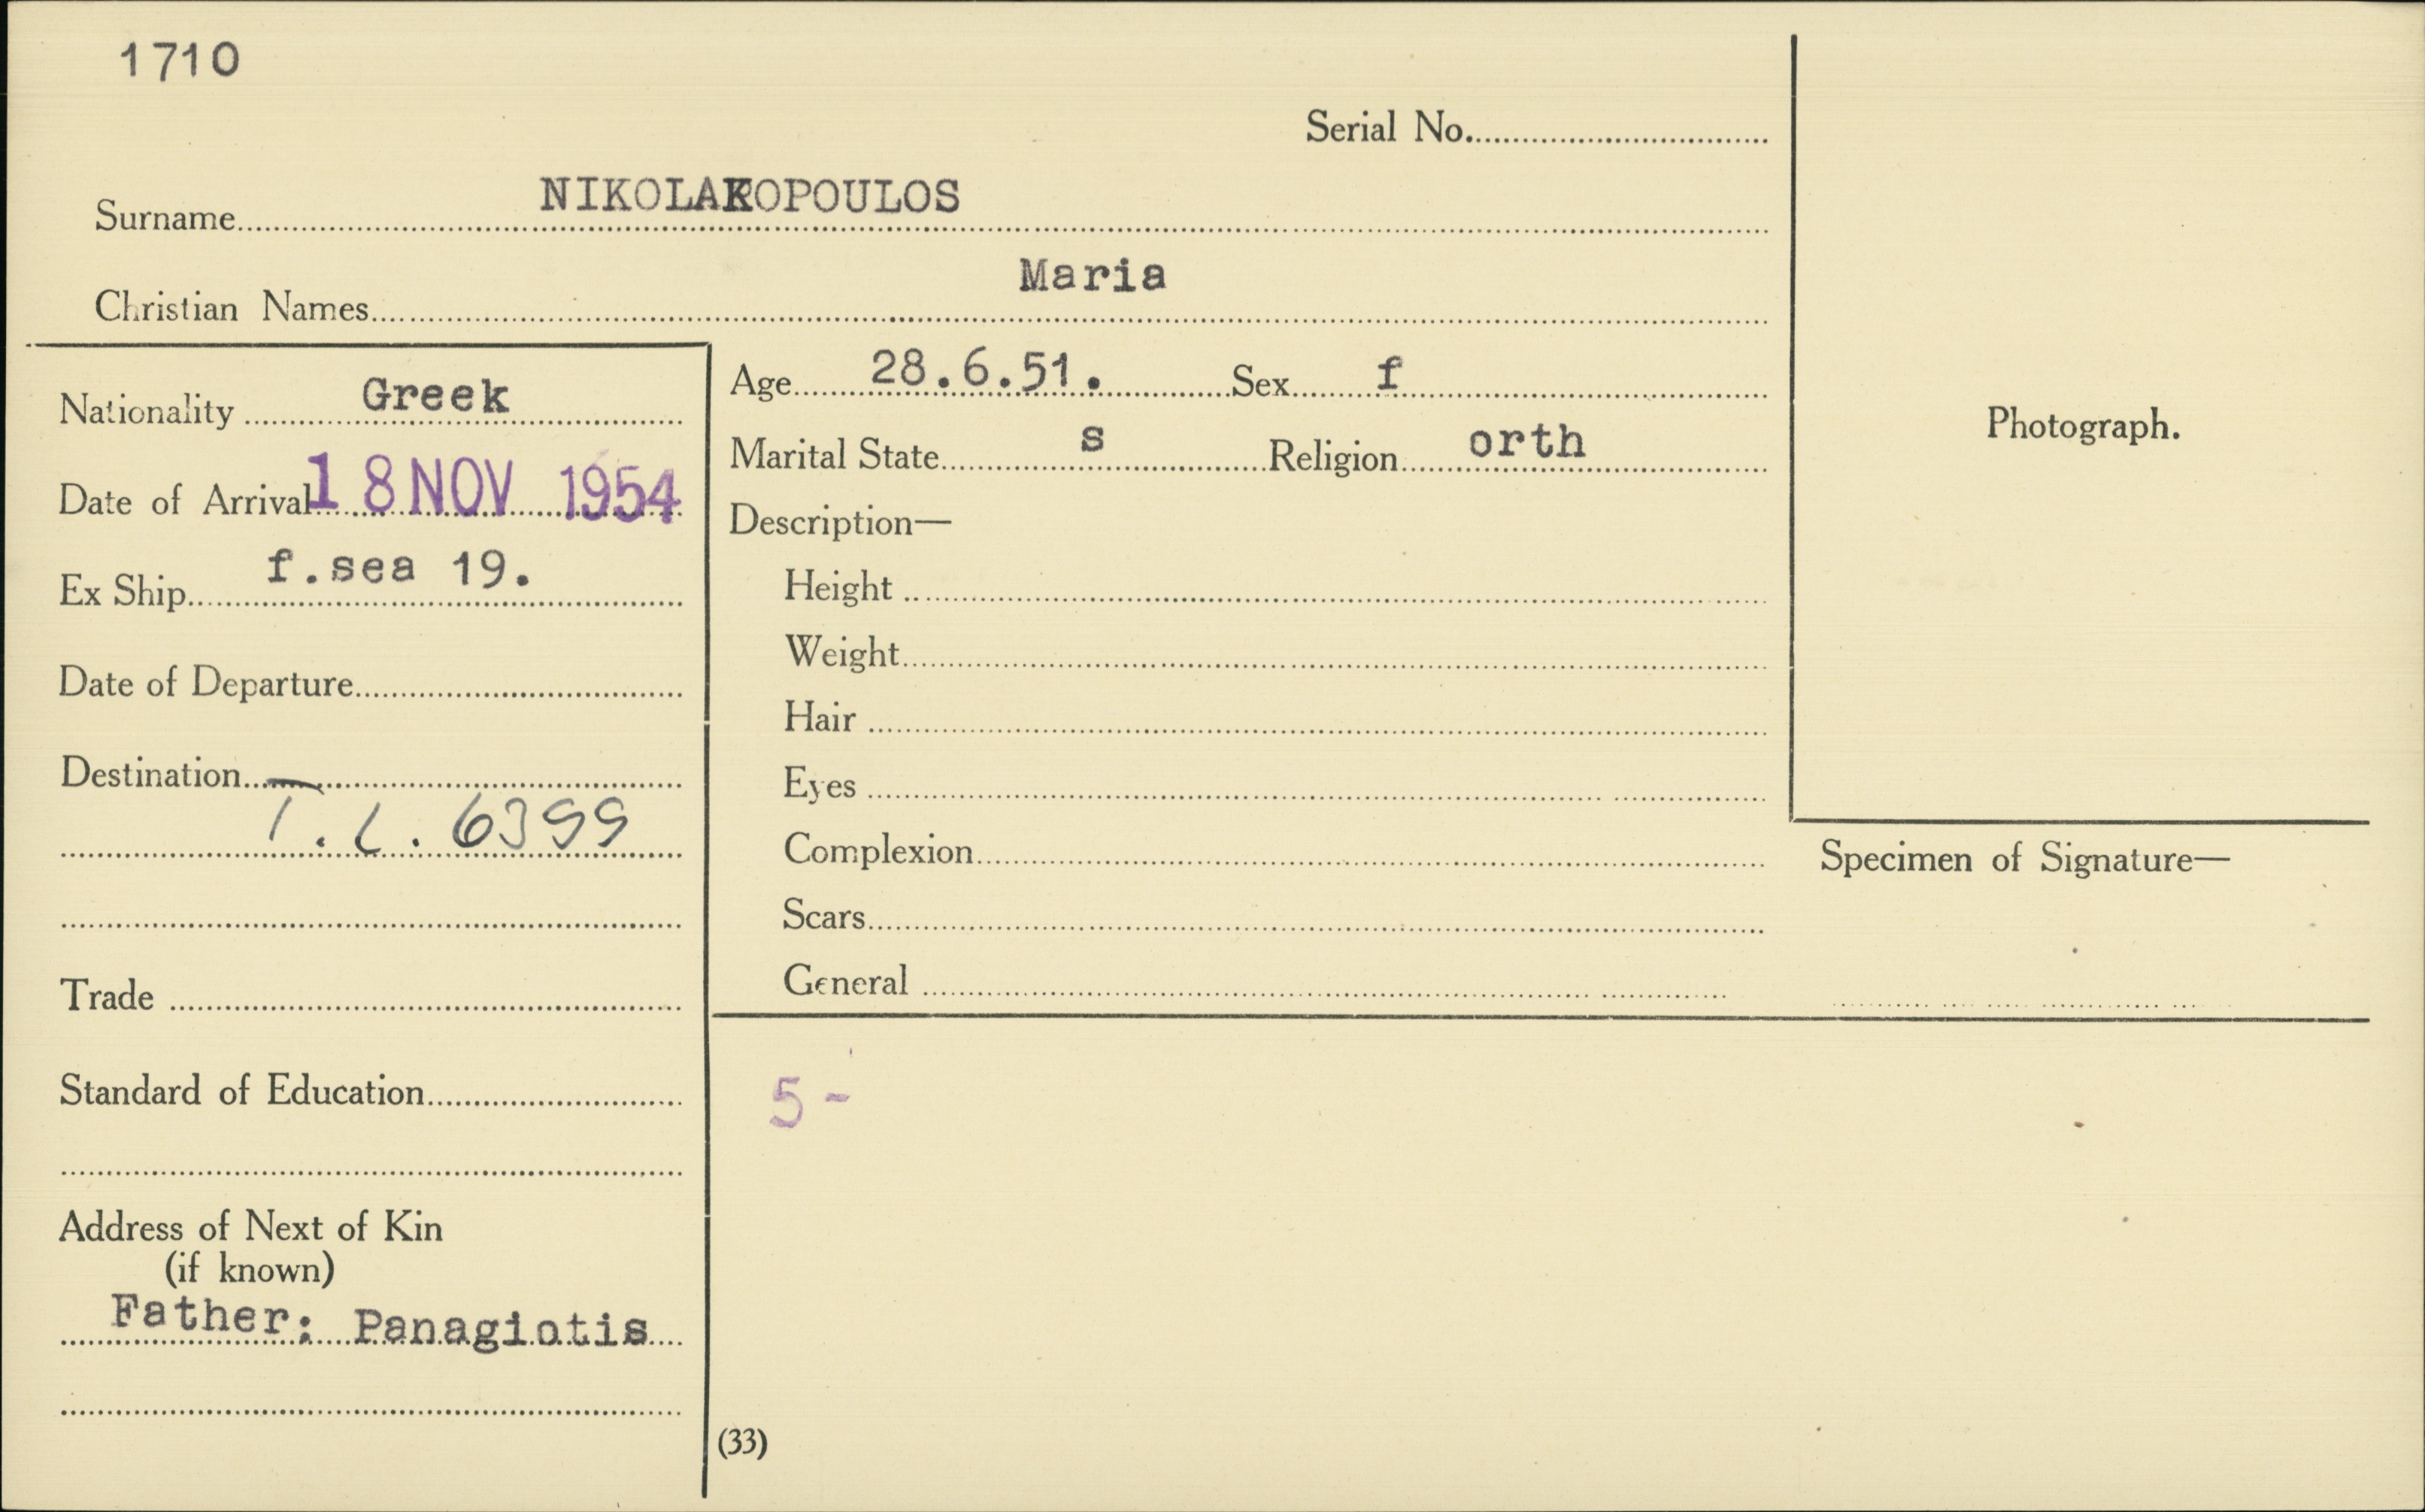 1710
Serial No.
Surname NIKOLAKOPOULOS
Christian Names Maria
Nationality Greek
Date of Arrival 18 NOV 1954
Ex Ship f.sea 19.
Date of Departure
Destination
T.L. 6399
Trade
Standard of Education
Address of Next of Kin
(if known)
Father: Panagiotis
Age 28.6.51. Sex f
Marital State s Religion orth
Description—
Height
Weight
Hair
Eyes
Complexion
Scars
General
5 -
(33)
Photograph.
Specimen of Signature—